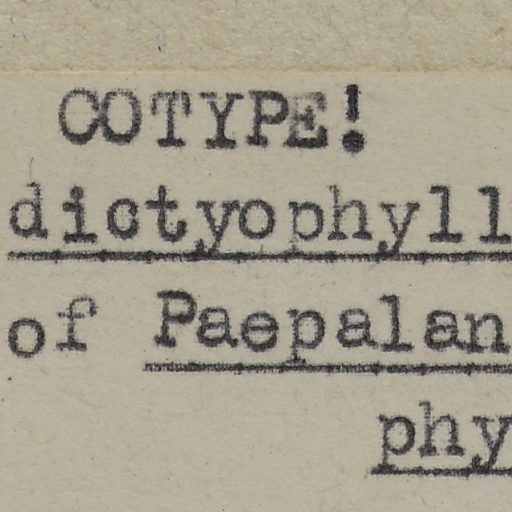 COTYPE!
dictyophyll
of Paepalan
phy